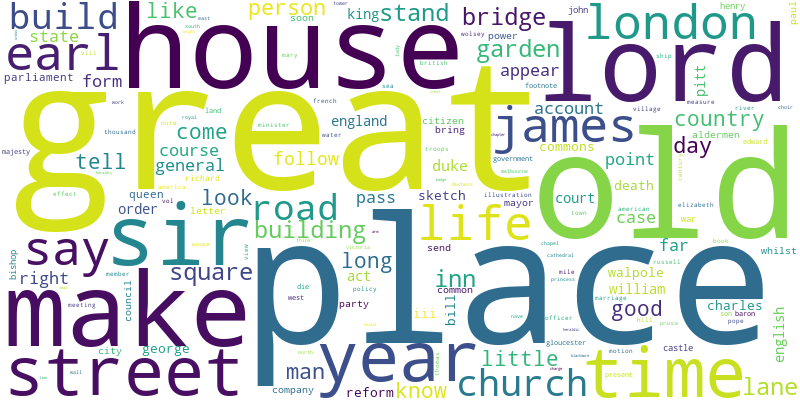 build like person king stand bridge london john henry paul
earl house lord
state soon east tower wolsey power garden
parliament form south mary british appear pitt ship
great footnote account country measure river choir
work french sea village james day
thousand royal land england citizen bring aldermen
majesty note minister water commons edward
come tell course general follow duke government point old
effect america richard queen look pass sketch illustration death court
order vol letter road life mayor case war american elizabeth town
say sir building send far whilst
bishop right member square long act inn chapel cathedral book
view victoria think walpole russell
make council die policy iii bill common mile princess william marriage
meeting west party place officer good charles son baron pope
english
city george man year little gloucester hill prince
street wall company north reform know thomas church motion castle
present time lane charge